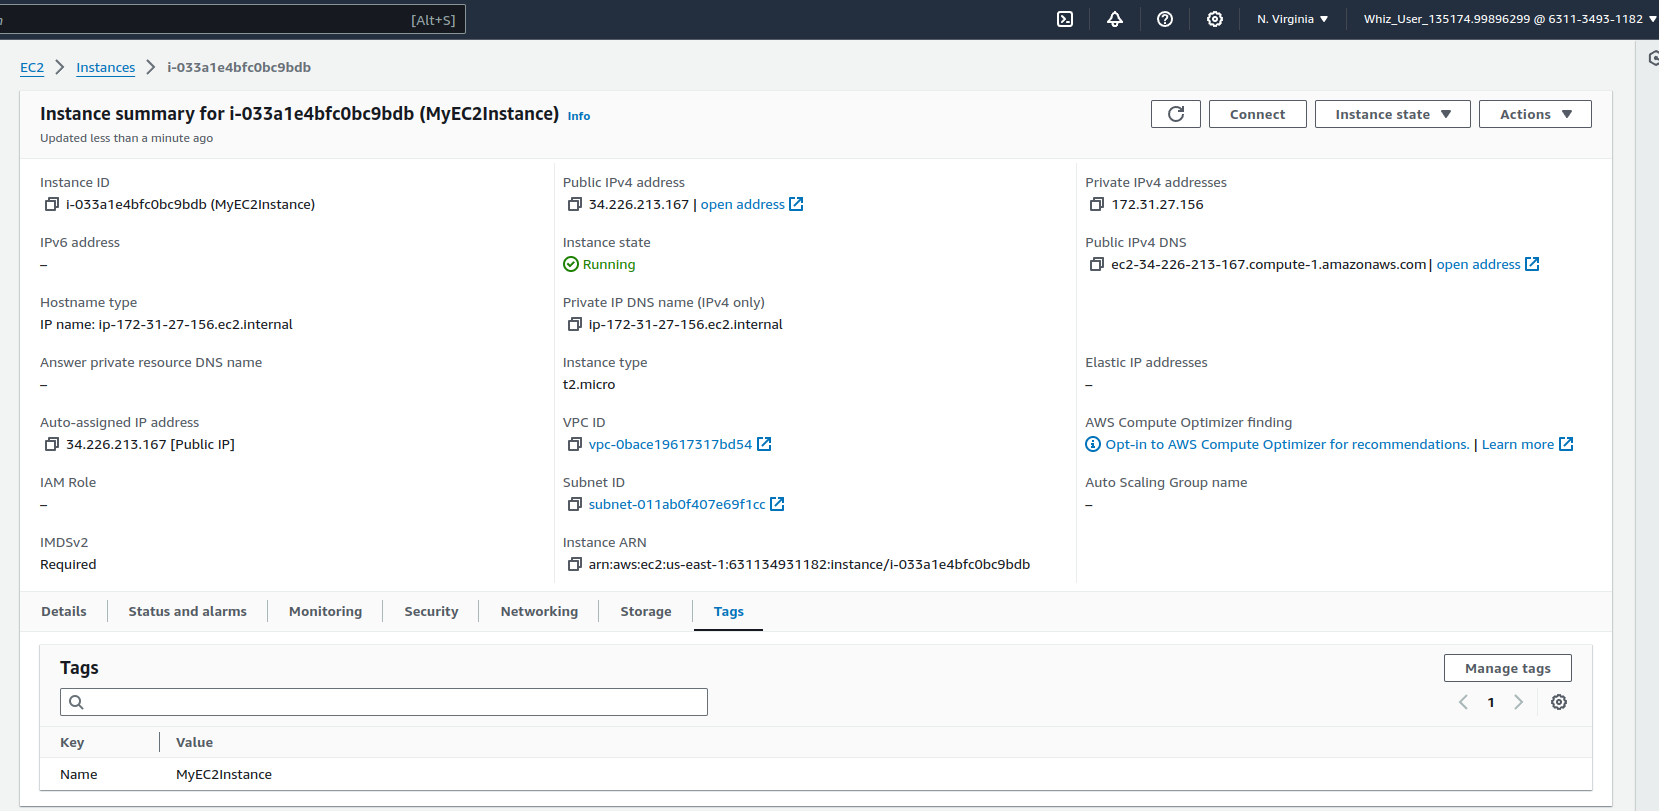 [Alt+S]
N. Virginia ▼
Whiz_User_135174.99896299 @ 6311-3493-1182 ▼
EC2 > Instances > i-033a1e4bfc0bc9bdb
Instance summary for i-033a1e4bfc0bc9bdb (MyEC2Instance) Info
Updated less than a minute ago
Connect
Instance state ▼
Actions ▼
Instance ID
i-033a1e4bfc0bc9bdb (MyEC2Instance)
Public IPv4 address
34.226.213.167 | open address
Private IPv4 addresses
172.31.27.156
IPv6 address
–
Instance state
Running
Public IPv4 DNS
ec2-34-226-213-167.compute-1.amazonaws.com | open address
Hostname type
IP name: ip-172-31-27-156.ec2.internal
Private IP DNS name (IPv4 only)
ip-172-31-27-156.ec2.internal
Answer private resource DNS name
–
Instance type
t2.micro
Elastic IP addresses
–
Auto-assigned IP address
34.226.213.167 [Public IP]
VPC ID
vpc-0bace19617317bd54
AWS Compute Optimizer finding
Opt-in to AWS Compute Optimizer for recommendations. | Learn more
IAM Role
–
Subnet ID
subnet-011ab0f407e69f1cc
Auto Scaling Group name
–
IMDSv2
Required
Instance ARN
arn:aws:ec2:us-east-1:631134931182:instance/i-033a1e4bfc0bc9bdb
Details
Status and alarms
Monitoring
Security
Networking
Storage
Tags
Tags
Manage tags
1
Key
Value
Name
MyEC2Instance